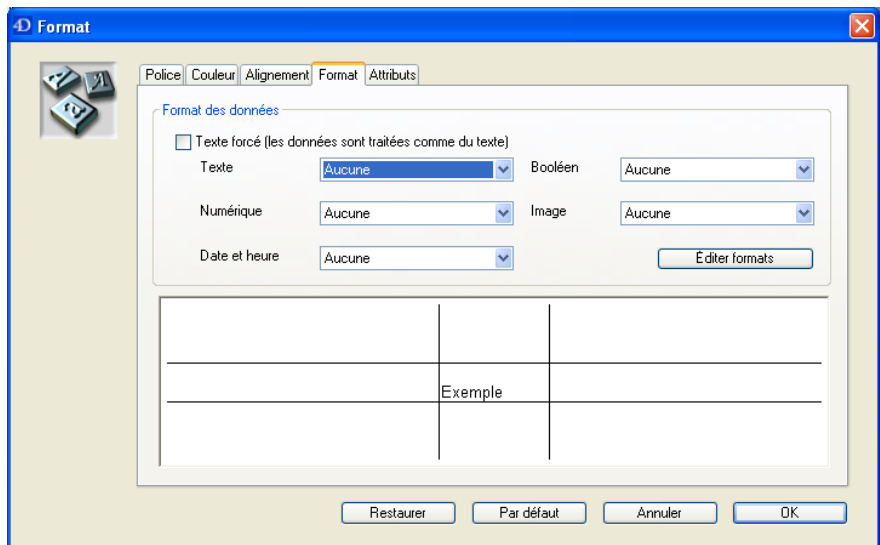 4D Format
Police Couleur Alignement Format Attributs
Format des données
Texte forcé (les données sont traitées comme du texte)
Texte Aucune Booléen Aucune
Numérique Aucune Image Aucune
Date et heure Aucune Éditer formats
Exemple
Restaurer Par défaut Annuler OK